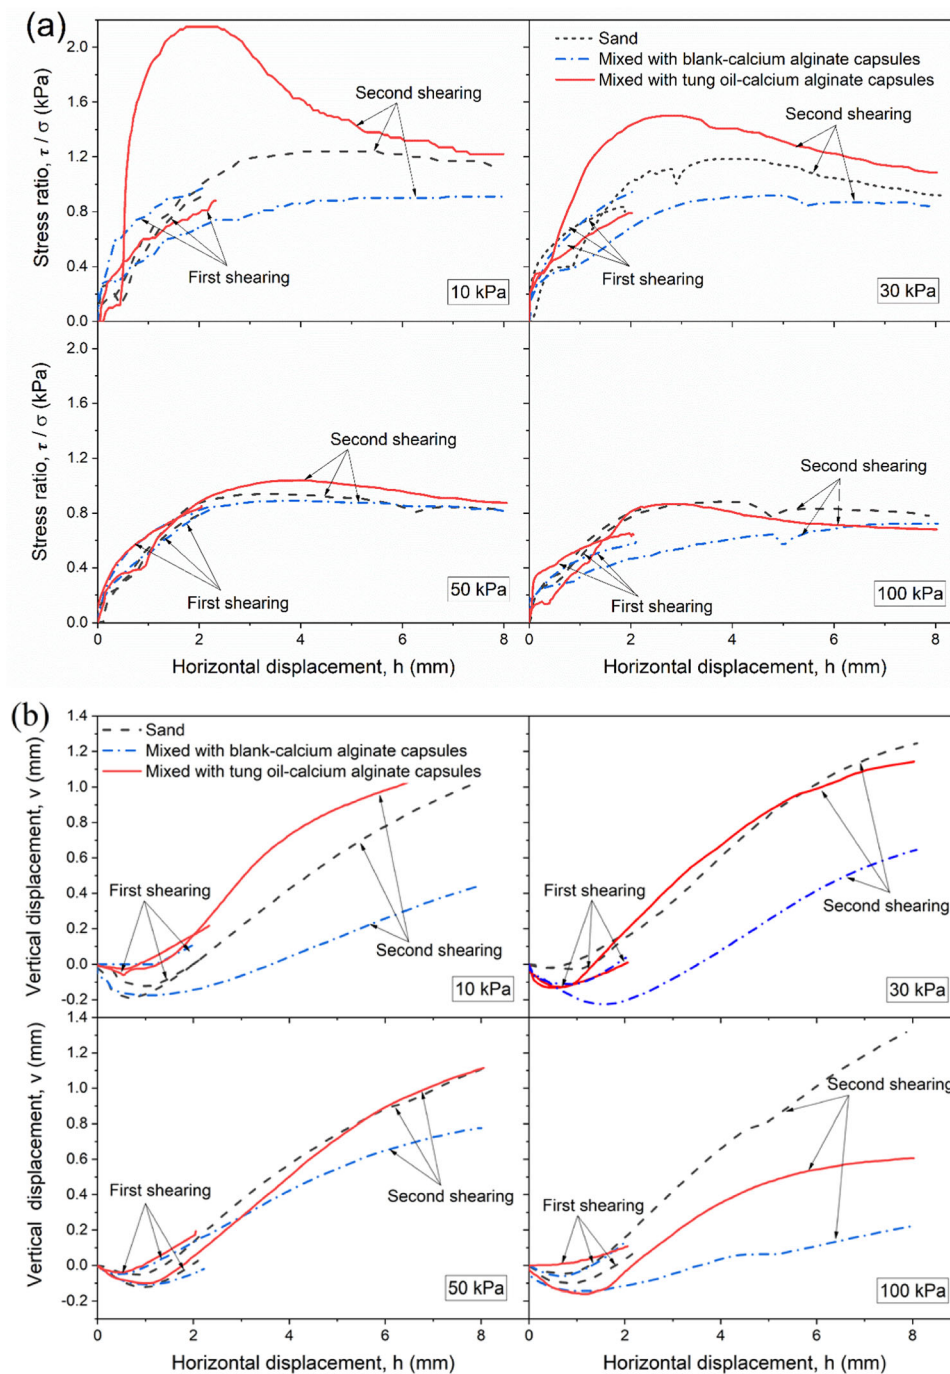 (a)
Stress ratio, τ / σ (kPa)
2.0
1.6
1.2
0.8
0.4
0.0
Second shearing
First shearing
10 kPa
Sand
Mixed with blank-calcium alginate capsules
Mixed with tung oil-calcium alginate capsules
Second shearing
First shearing
30 kPa
Stress ratio, τ / σ (kPa)
2.0
1.6
1.2
0.8
0.4
0.0
Second shearing
First shearing
50 kPa
0 2 4 6 8
Horizontal displacement, h (mm)
Second shearing
First shearing
100 kPa
0 2 4 6 8
Horizontal displacement, h (mm)
(b)
Vertical displacement, v (mm)
1.4
1.2
1.0
0.8
0.6
0.4
0.2
0.0
-0.2
Sand
Mixed with blank-calcium alginate capsules
Mixed with tung oil-calcium alginate capsules
First shearing
Second shearing
10 kPa
First shearing
Second shearing
30 kPa
Vertical displacement, v (mm)
1.4
1.2
1.0
0.8
0.6
0.4
0.2
0.0
-0.2
First shearing
Second shearing
50 kPa
0 2 4 6 8
Horizontal displacement, h (mm)
Second shearing
First shearing
100 kPa
0 2 4 6 8
Horizontal displacement, h (mm)